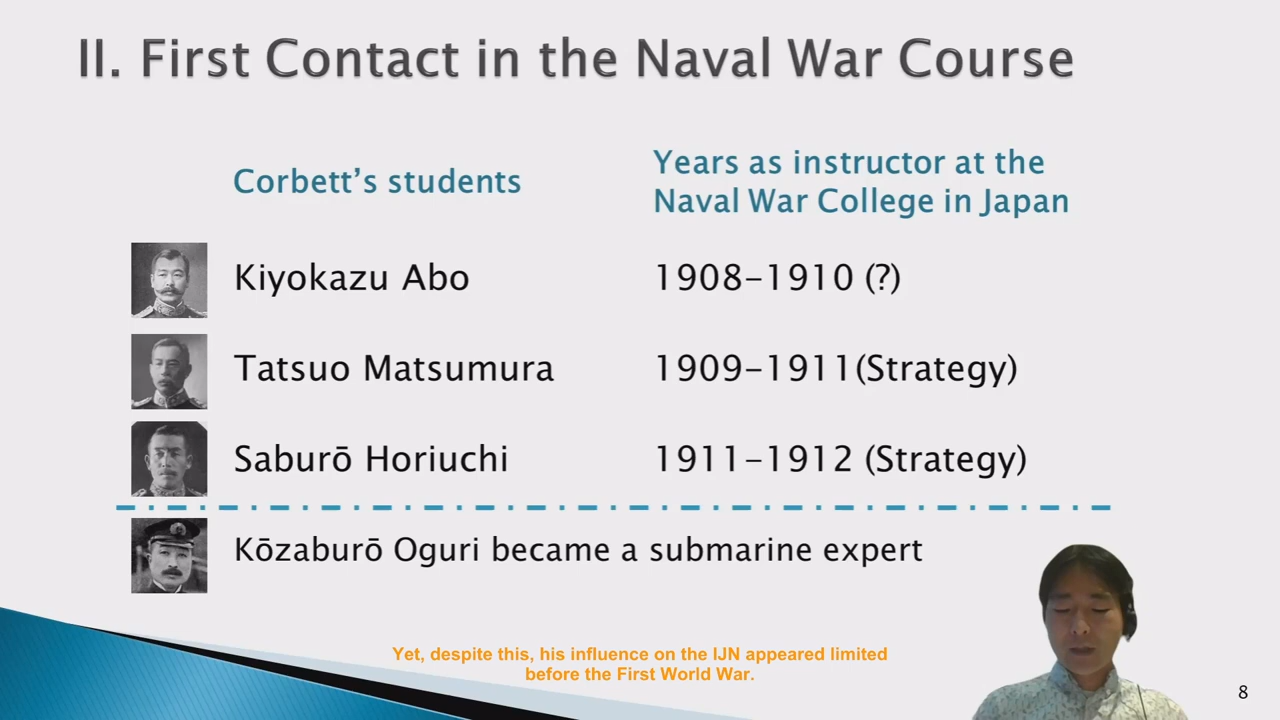 II. First Contact in the Naval War Course
Corbett’s students
Years as instructor at the
Naval War College in Japan
Kiyokazu Abo
1908–1910 (?)
Tatsuo Matsumura
1909–1911(Strategy)
Saburō Horiuchi
1911–1912 (Strategy)
Kōzaburō Oguri became a submarine expert
Yet, despite this, his influence on the IJN appeared limited
before the First World War.
8